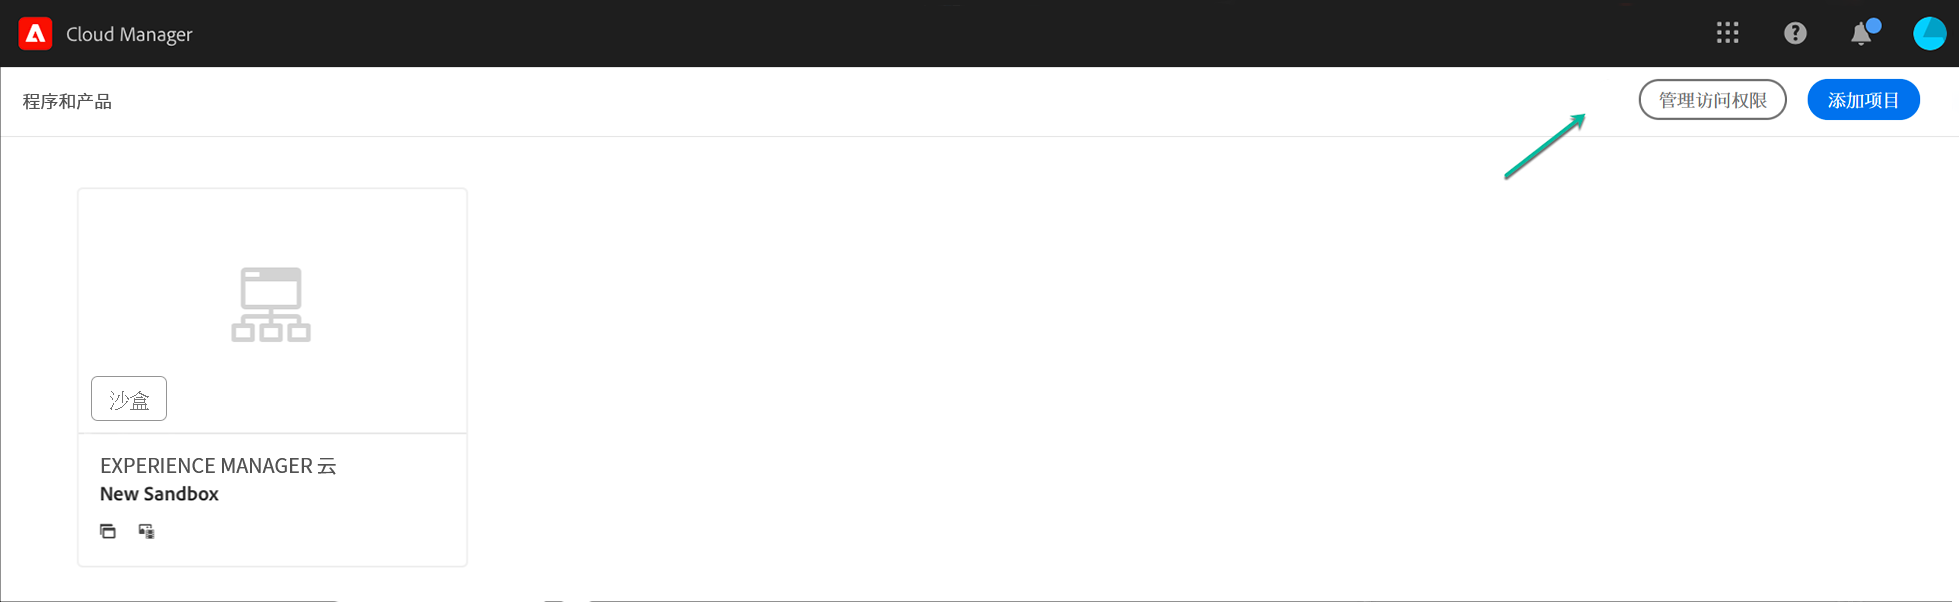 Cloud Manager
程序和产品
管理访问权限
添加项目
沙盒
EXPERIENCE MANAGER 云
New Sandbox